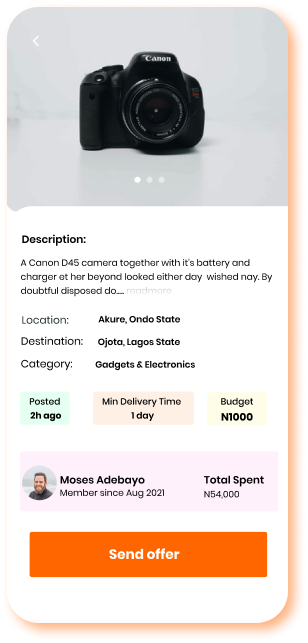 Canon
Description:
A Canon D45 camera together with it's battery and
charger et her beyond looked either day wished nay. By
doubtful disposed do.... readmore
Location: Akure, Ondo State
Destination: Ojota, Lagos State
Category: Gadgets & Electronics
Posted Min Delivery Time Budget
2h ago 1 day N1000
Moses Adebayo Total Spent
Member since Aug 2021 N54,000
Send offer